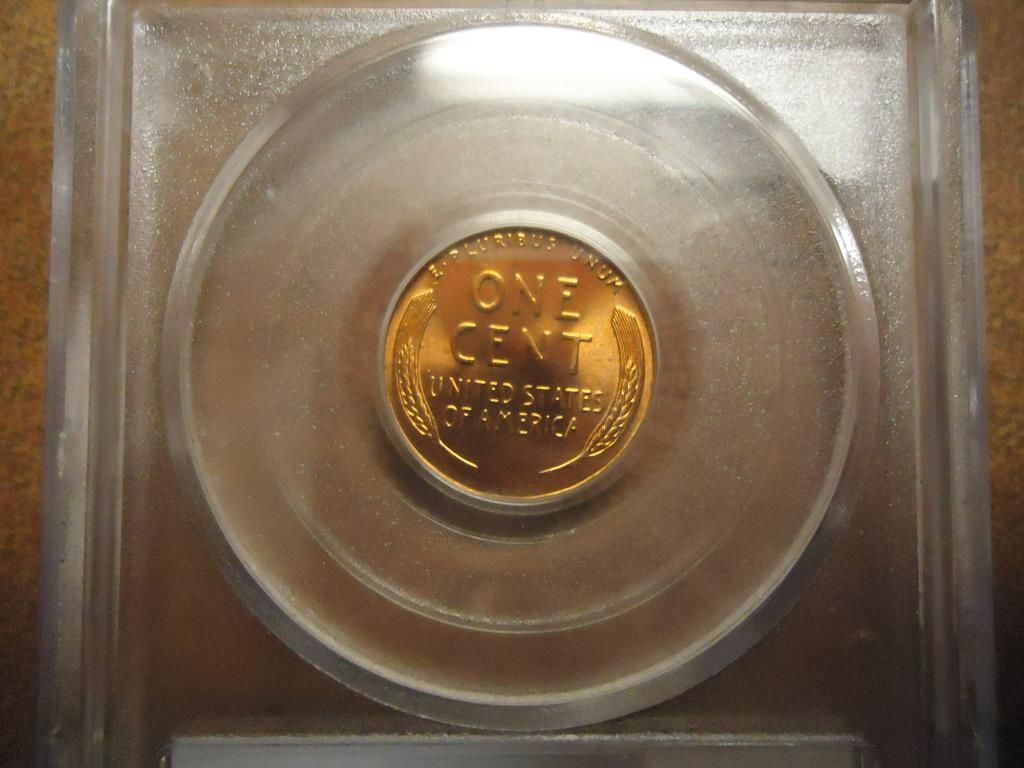 E·PLURIBUS·UNUM
ONE
CENT
UNITED STATES
OF AMERICA